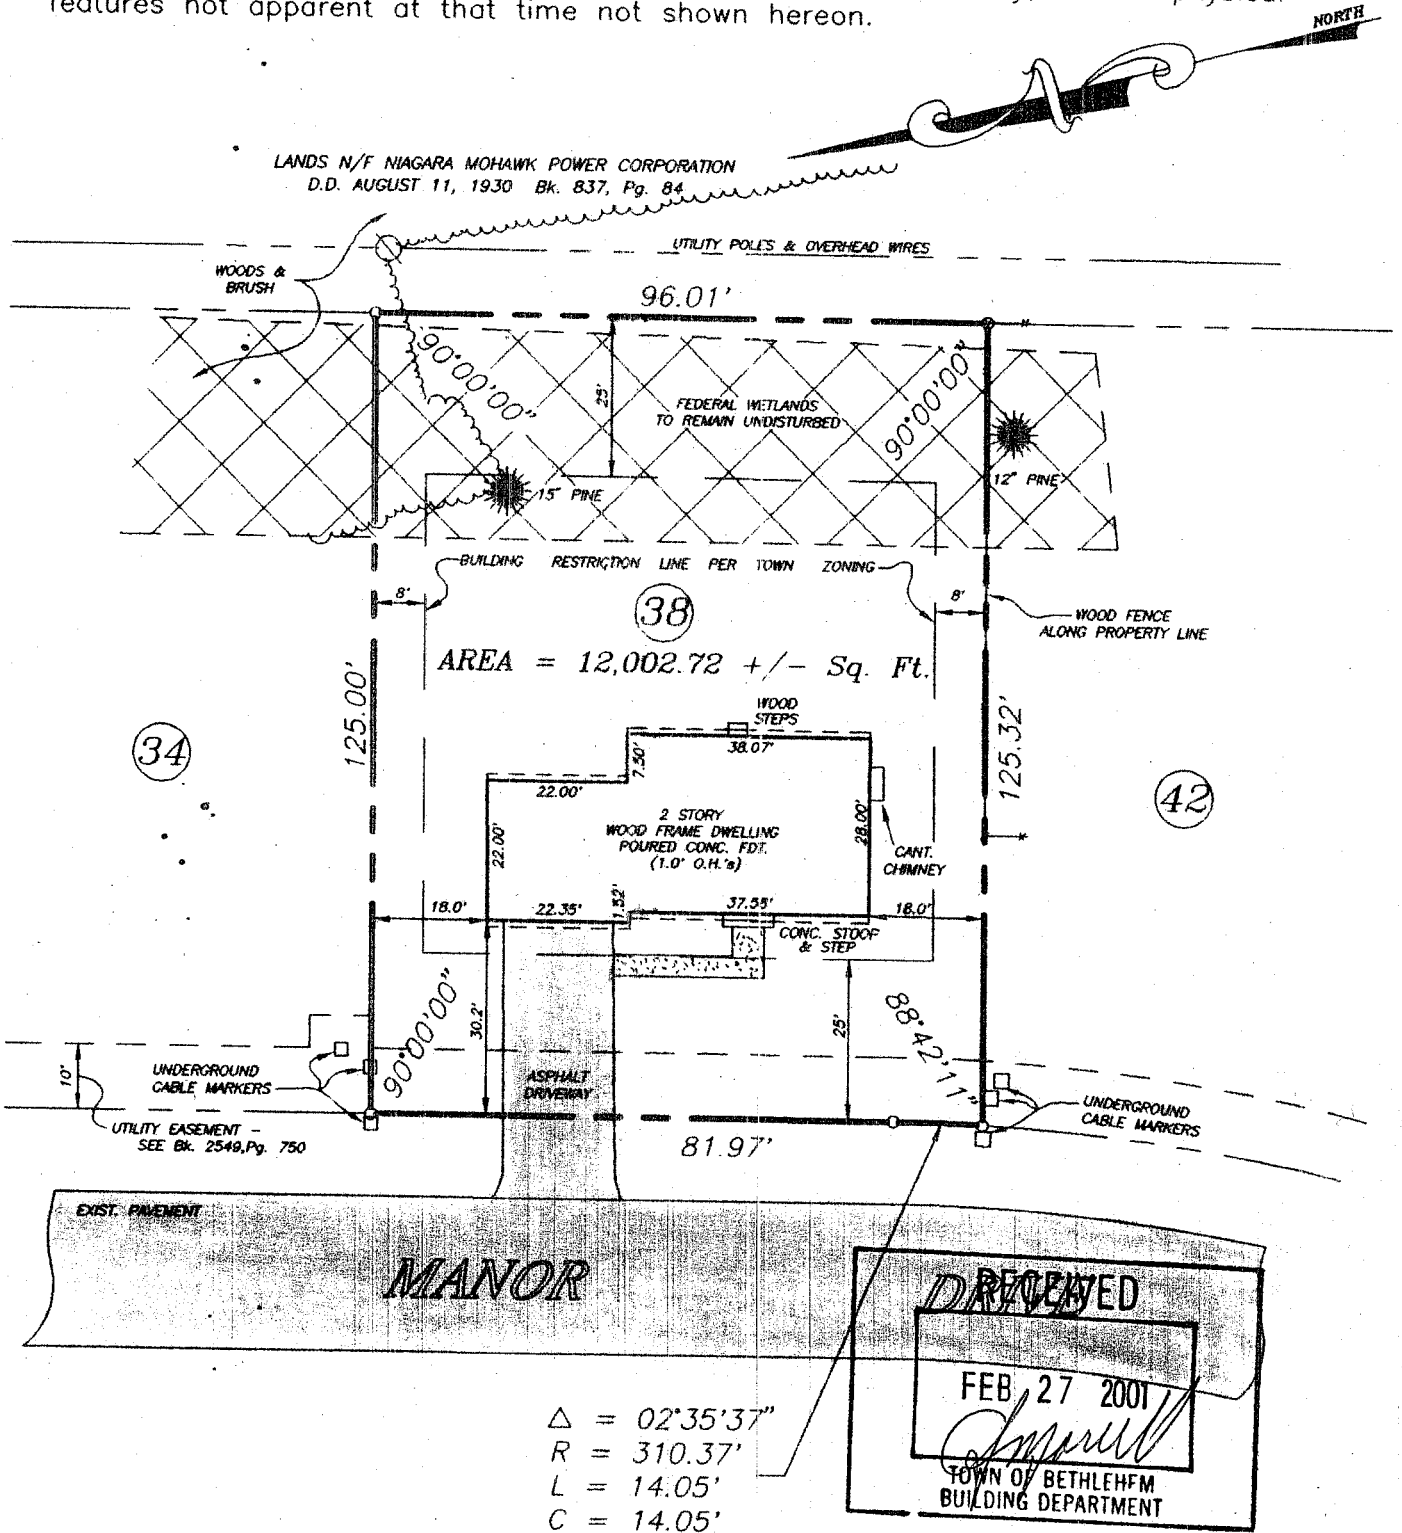 features not apparent at that time not shown hereon.
NORTH
LANDS N/F NIAGARA MOHAWK POWER CORPORATION
D.D. AUGUST 11, 1930 Bk. 837, Pg. 84
UTILITY POLES & OVERHEAD WIRES
WOODS &
BRUSH
96.01'
90°00'00"
90°00'00"
25'
FEDERAL WETLANDS
TO REMAIN UNDISTURBED
15" PINE
12" PINE
BUILDING RESTRICTION LINE PER TOWN ZONING
8'
8'
38
WOOD FENCE
ALONG PROPERTY LINE
AREA = 12,002.72 +/- Sq. Ft.
125.00'
125.32'
34
42
WOOD
STEPS
38.07'
7.50'
22.00'
22.00'
28.00'
2 STORY
WOOD FRAME DWELLING
POURED CONC. FDT.
(1.0' O.H.'s)
CANT.
CHIMNEY
18.0'
22.35'
1.52'
37.55'
18.0'
CONC. STOOP
& STEP
90°00'00"
30.2'
25'
88°42'11"
10'
UNDERGROUND
CABLE MARKERS
ASPHALT
DRIVEWAY
UNDERGROUND
CABLE MARKERS
UTILITY EASEMENT -
SEE Bk. 2549,Pg. 750
81.97'
EXIST. PAVEMENT
MANOR DRIVE
RECEIVED
FEB 27 2001
TOWN OF BETHLEHEM
BUILDING DEPARTMENT
Δ = 02°35'37"
R = 310.37'
L = 14.05'
C = 14.05'